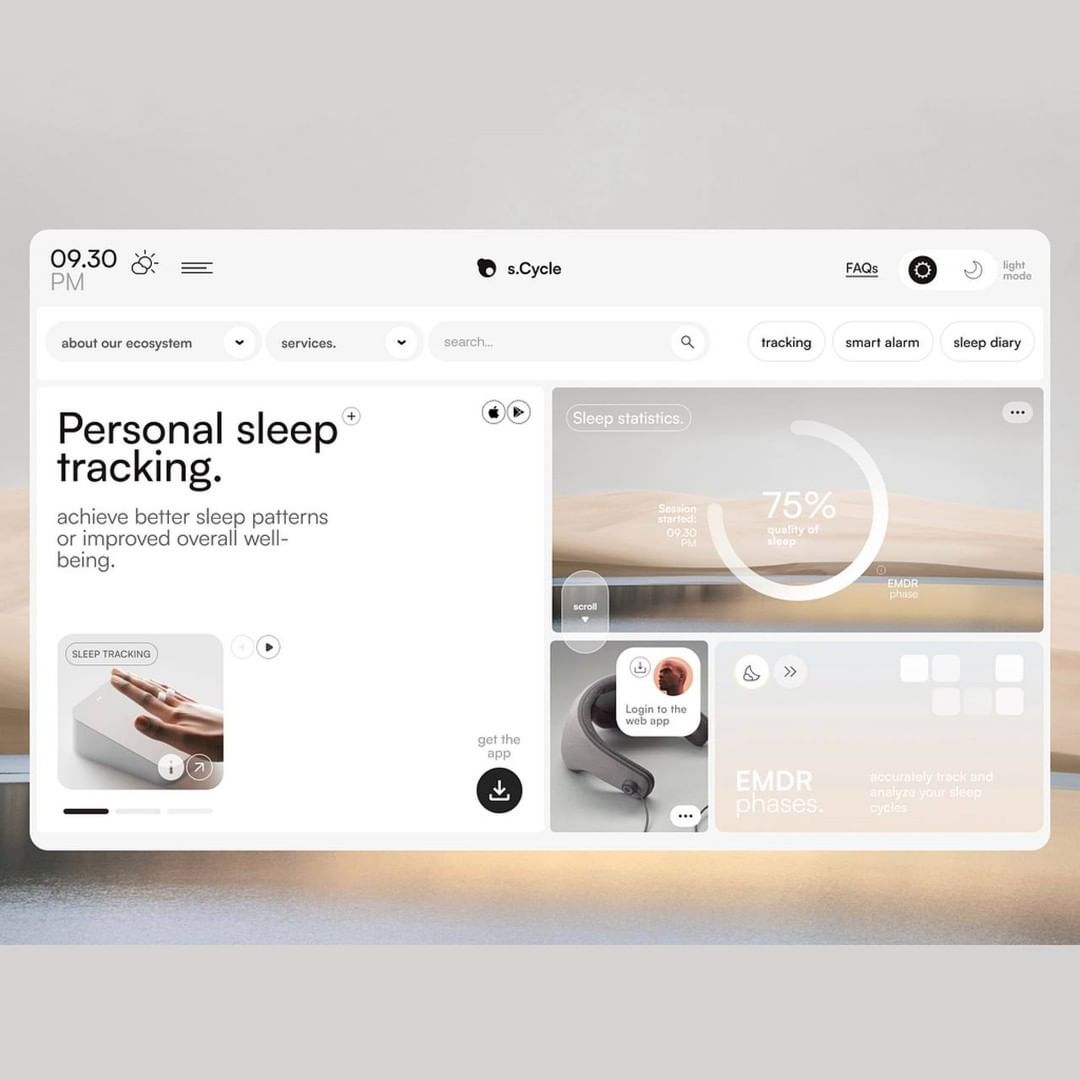 09.30
PM
s.Cycle
FAQs
light
mode
about our ecosystem
services.
search...
tracking
smart alarm
sleep diary
Personal sleep
tracking.
achieve better sleep patterns
or improved overall well-
being.
SLEEP TRACKING
get the
app
Sleep statistics.
Session
started:
09.30
PM
75%
quality of
sleep
EMDR
phase
scroll
Login to the
web app
EMDR
phases.
accurately track and
analyze your sleep
cycles